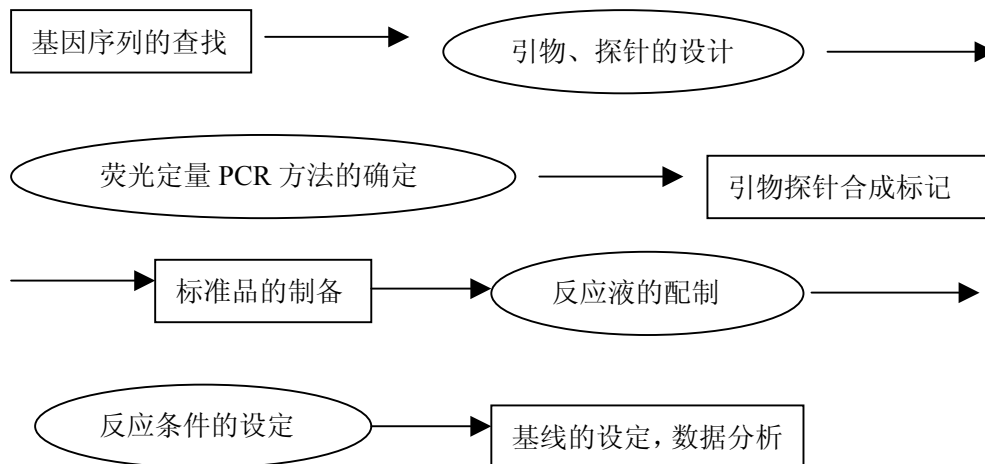 基因序列的查找
引物、探针的设计
荧光定量 PCR 方法的确定
引物探针合成标记
标准品的制备
反应液的配制
反应条件的设定
基线的设定，数据分析